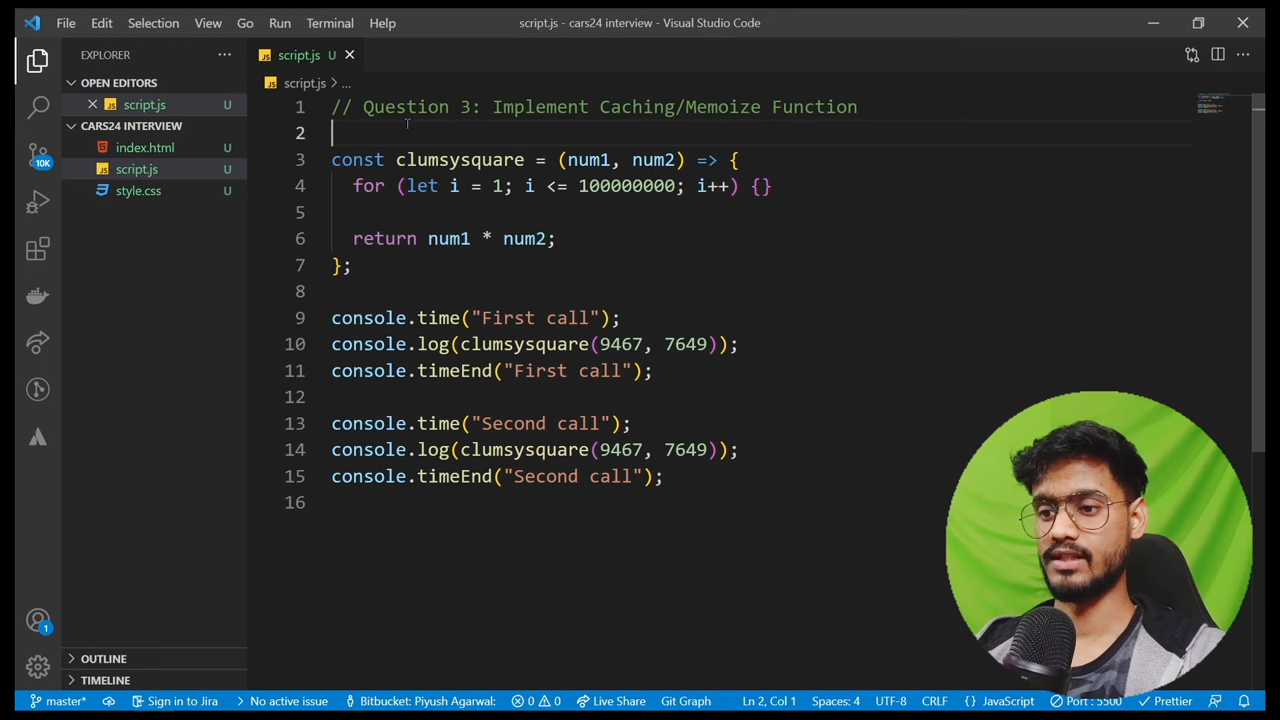 File Edit Selection View Go Run Terminal Help
script.js - cars24 interview - Visual Studio Code
EXPLORER
OPEN EDITORS
JS script.js U
CARS24 INTERVIEW
index.html U
JS script.js U
style.css U
OUTLINE
TIMELINE
10K
1
JS script.js U
JS script.js > ...
1 // Question 3: Implement Caching/Memoize Function
2
3 const clumsysquare = (num1, num2) => {
4 for (let i = 1; i <= 100000000; i++) {}
5
6 return num1 * num2;
7 };
8
9 console.time("First call");
10 console.log(clumsysquare(9467, 7649));
11 console.timeEnd("First call");
12
13 console.time("Second call");
14 console.log(clumsysquare(9467, 7649));
15 console.timeEnd("Second call");
16
master* Sign in to Jira No active issue Bitbucket: Piyush Agarwal: 0 0 Live Share Git Graph Ln 2, Col 1 Spaces: 4 UTF-8 CRLF {} JavaScript Port : 5500 Prettier